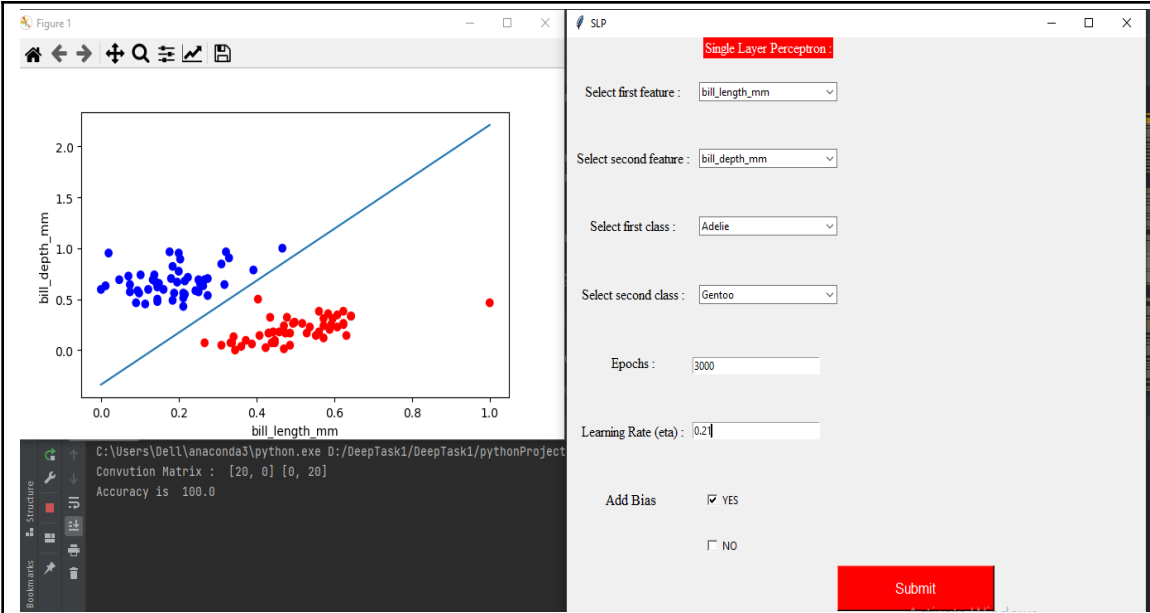 Figure 1
2.0
1.5
1.0
0.5
0.0
bill_depth_mm
0.0 0.2 0.4 0.6 0.8 1.0
bill_length_mm
Structure
Bookmarks
C:\Users\Dell\anaconda3\python.exe D:/DeepTask1/DeepTask1/pythonProject
Convution Matrix : [20, 0] [0, 20]
Accuracy is 100.0
SLP
Single Layer Perceptron :
Select first feature : bill_length_mm
Select second feature : bill_depth_mm
Select first class : Adelie
Select second class : Gentoo
Epochs : 3000
Learning Rate (eta) : 0.21
Add Bias YES
NO
Submit